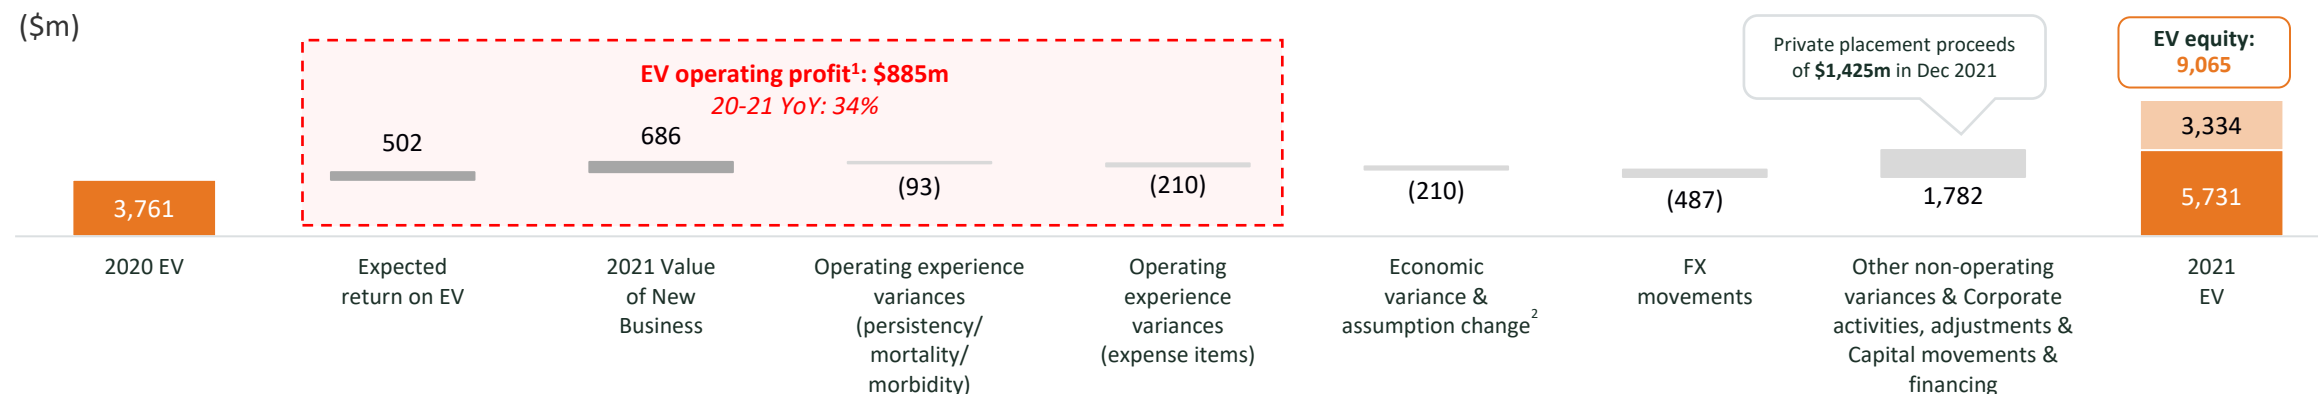 ($m)
EV operating profit1: $885m
20-21 YoY: 34%
Private placement proceeds
of $1,425m in Dec 2021
EV equity:
9,065
3,761
502
686
(93)
(210)
(210)
(487)
1,782
3,334
5,731
2020 EV
Expected
return on EV
2021 Value
of New
Business
Operating experience
variances
(persistency/
mortality/
morbidity)
Operating
experience
variances
(expense items)
Economic
variance &
assumption change2
FX
movements
Other non-operating
variances & Corporate
activities, adjustments &
Capital movements &
financing
2021
EV